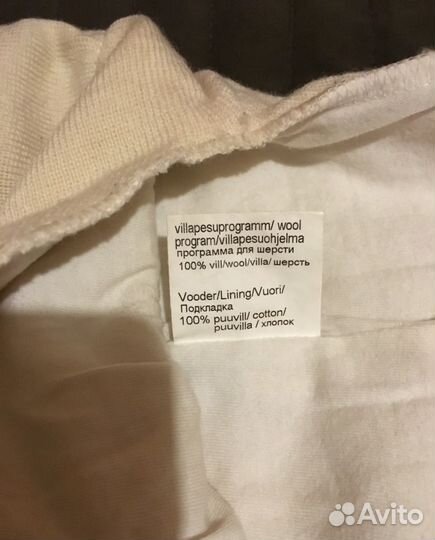 villapesuprogramm/ wool
program/villapesuohjelma
программа для шерсти
100% vill/wool/villa/ шерсть
Vooder/Lining/Vuori/
Подкладка
100% puuvill/ cotton/
puuvilla / хлопок
Avito